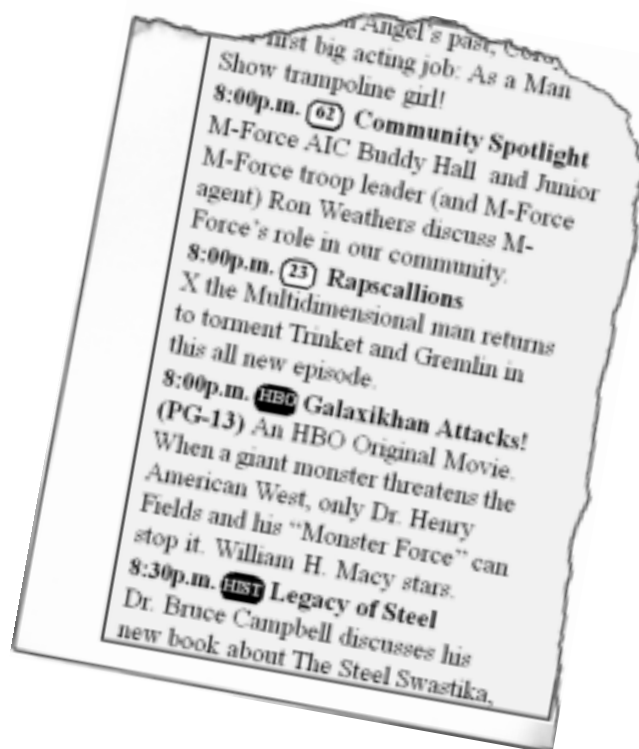 Angel's past,
first big acting job: As a Man
Show trampoline girl!
8:00p.m. 62 Community Spotlight
M-Force AIC Buddy Hall and Junior
M-Force troop leader (and M-Force
agent) Ron Weathers discuss M-
Force's role in our community.
8:00p.m. 23 Rapscallions
X the Multidimensional man returns
to torment Trinket and Gremlin in
this all new episode.
8:00p.m. HBO Galaxikhan Attacks!
(PG-13) An HBO Original Movie.
When a giant monster threatens the
American West, only Dr. Henry
Fields and his “Monster Force” can
stop it. William H. Macy stars.
8:30p.m. HIST Legacy of Steel
Dr. Bruce Campbell discusses his
new book about The Steel Swastika,